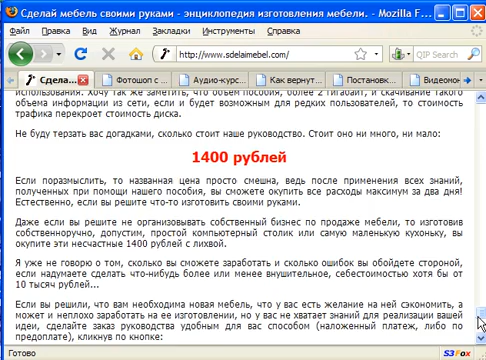 Сделай мебель своими руками - энциклопедия изготовления мебели. - Mozilla F...
Файл Правка Вид Журнал Закладки Инструменты Справка
http://www.sdelaimebel.com/ QIP Search
Сдела... Фотошоп с ... Аудио-курс... Как вернут... Постановк... Видеомон
использования. Хочу так же заметить, что объем пособия, более 2 гигабайт, и скачивание такого
объема информации из сети, если и будет возможным для редких пользователей, то стоимость
трафика перекроет стоимость диска.
Не буду терзать вас догадками, сколько стоит наше руководство. Стоит оно ни много, ни мало:
1400 рублей
Если поразмыслить, то названная цена просто смешна, ведь после применения всех знаний,
полученных при помощи нашего пособия, вы сможете окупить все расходы максимум за два дня!
Естественно, если вы решите что-то изготовить своими руками.
Даже если вы решите не организовывать собственный бизнес по продаже мебели, то изготовив
собственноручно, допустим, простой компьютерный столик или самую маленькую кухоньку, вы
окупите эти несчастные 1400 рублей с лихвой.
Я уже не говорю о том, сколько вы сможете заработать и сколько ошибок вы обойдете стороной,
если надумаете сделать что-нибудь более или менее внушительное, себестоимостью хотя бы от
10 тысяч рублей...
Если вы решили, что вам необходима новая мебель, что у вас есть желание на ней сэкономить, а
может и неплохо заработать на ее изготовлении, но у вас не хватает знаний для реализации вашей
идеи, сделайте заказ руководства удобным для вас способом (наложенный платеж, либо по
предоплате), кликнув по кнопке:
Готово S3Fox